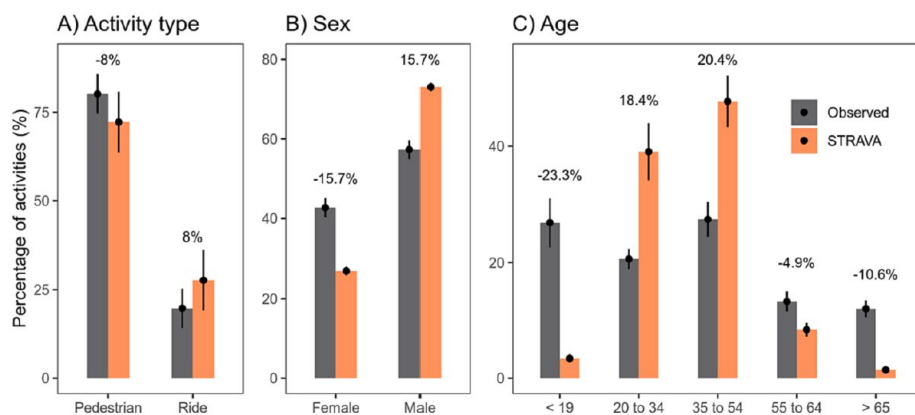 A) Activity type
B) Sex
C) Age
Percentage of activities (%)
75
50
25
0
-8%
8%
Pedestrian
Ride
80
60
40
20
0
-15.7%
15.7%
Female
Male
40
20
0
-23.3%
18.4%
20.4%
-4.9%
-10.6%
< 19
20 to 34
35 to 54
55 to 64
> 65
Observed
STRAVA